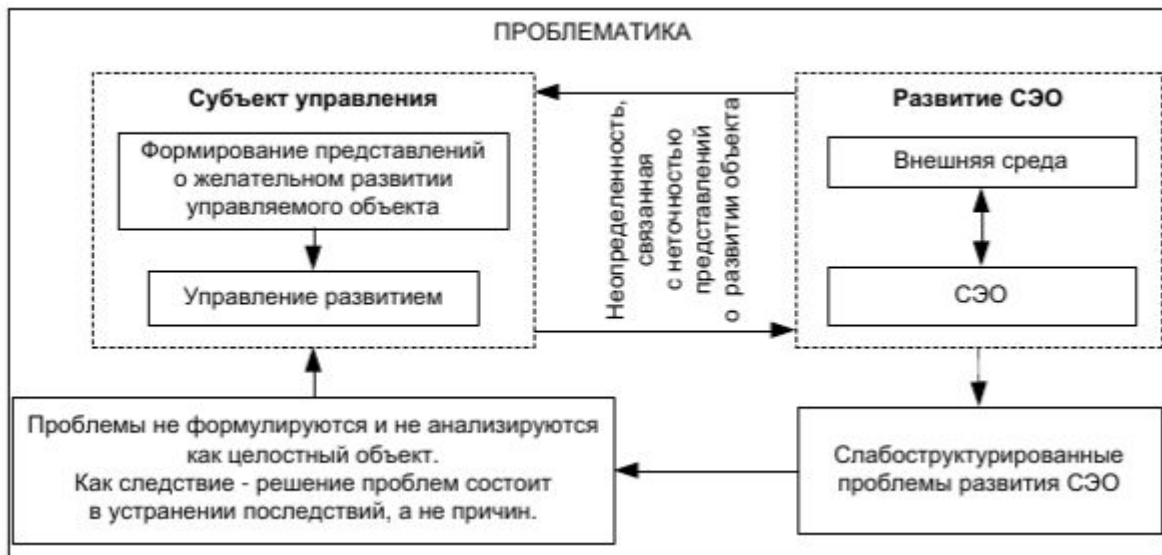 ПРОБЛЕМАТИКА
Субъект управления
Формирование представлений
о желательном развитии
управляемого объекта
Управление развитием
Неопределенность,
связанная
с неточностью
представлений
о развитии объекта
Развитие СЭО
Внешняя среда
СЭО
Проблемы не формулируются и не анализируются
как целостный объект.
Как следствие - решение проблем состоит
в устранении последствий, а не причин.
Слабоструктурированные
проблемы развития СЭО